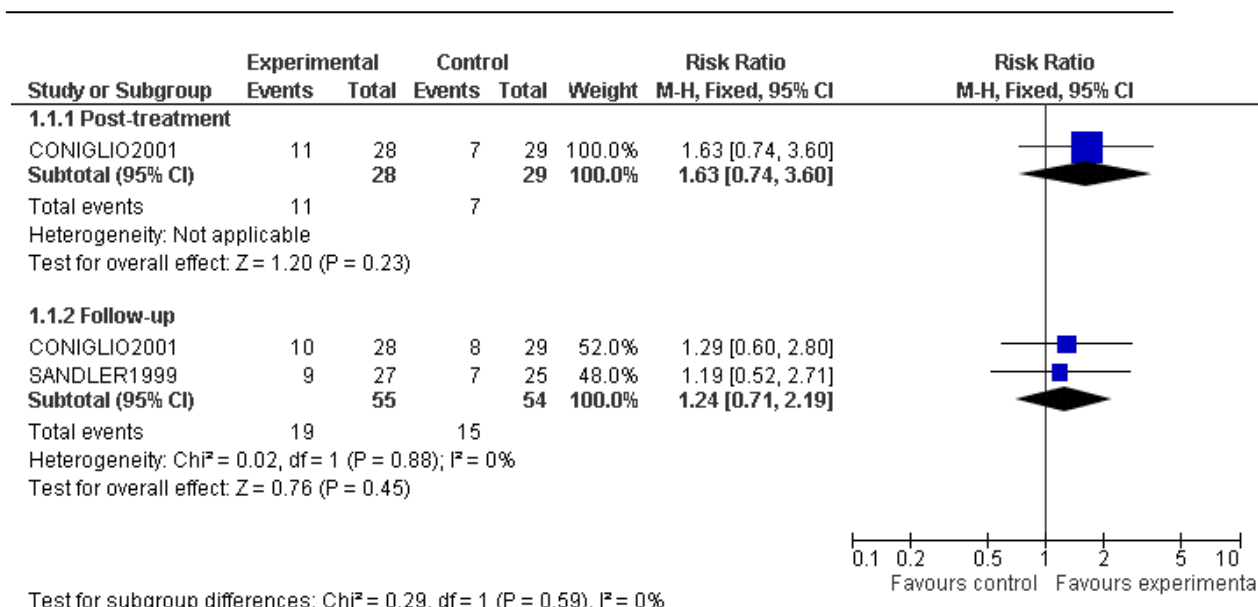 Experimental Control Risk Ratio Risk Ratio
Study or Subgroup Events Total Events Total Weight M-H, Fixed, 95% CI M-H, Fixed, 95% CI
1.1.1 Post-treatment
CONIGLIO2001 11 28 7 29 100.0% 1.63 [0.74, 3.60]
Subtotal (95% CI) 28 29 100.0% 1.63 [0.74, 3.60]
Total events 11 7
Heterogeneity: Not applicable
Test for overall effect: Z = 1.20 (P = 0.23)
1.1.2 Follow-up
CONIGLIO2001 10 28 8 29 52.0% 1.29 [0.60, 2.80]
SANDLER1999 9 27 7 25 48.0% 1.19 [0.52, 2.71]
Subtotal (95% CI) 55 54 100.0% 1.24 [0.71, 2.19]
Total events 19 15
Heterogeneity: Chi² = 0.02, df = 1 (P = 0.88); I² = 0%
Test for overall effect: Z = 0.76 (P = 0.45)
0.1 0.2 0.5 1 2 5 10
Favours control Favours experimenta
Test for subgroup differences: Chi² = 0.29, df = 1 (P = 0.59), I² = 0%